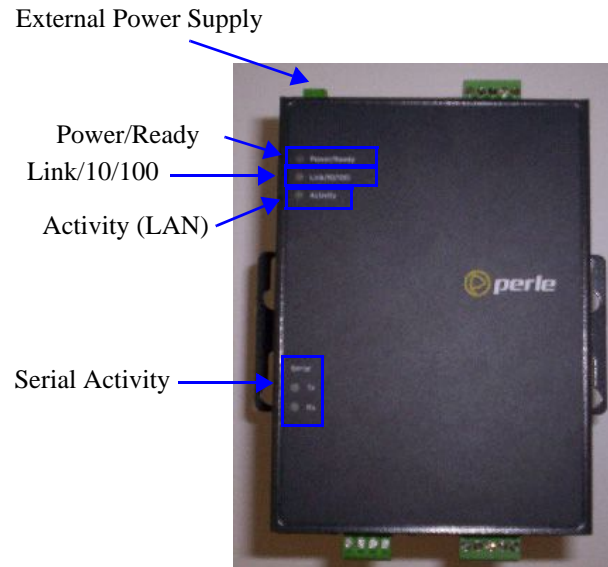 External Power Supply
Power/Ready
Power/Ready
Link/10/100
Link/10/100
Activity (LAN)
Activity
perle
Serial Activity
Serial
Tx
Rx